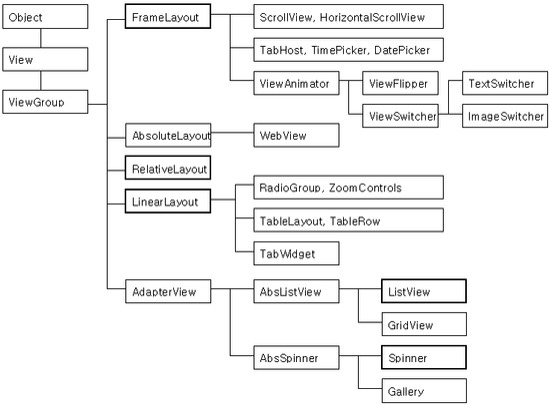 Object
FrameLayout
ScrollView, HorizontalScrollView
View
TabHost, TimePicker, DatePicker
ViewGroup
ViewAnimator
ViewFlipper
TextSwitcher
ViewSwitcher
ImageSwitcher
AbsoluteLayout
WebView
RelativeLayout
LinearLayout
RadioGroup, ZoomControls
TableLayout, TableRow
TabWidget
AdapterView
AbsListView
ListView
GridView
AbsSpinner
Spinner
Gallery